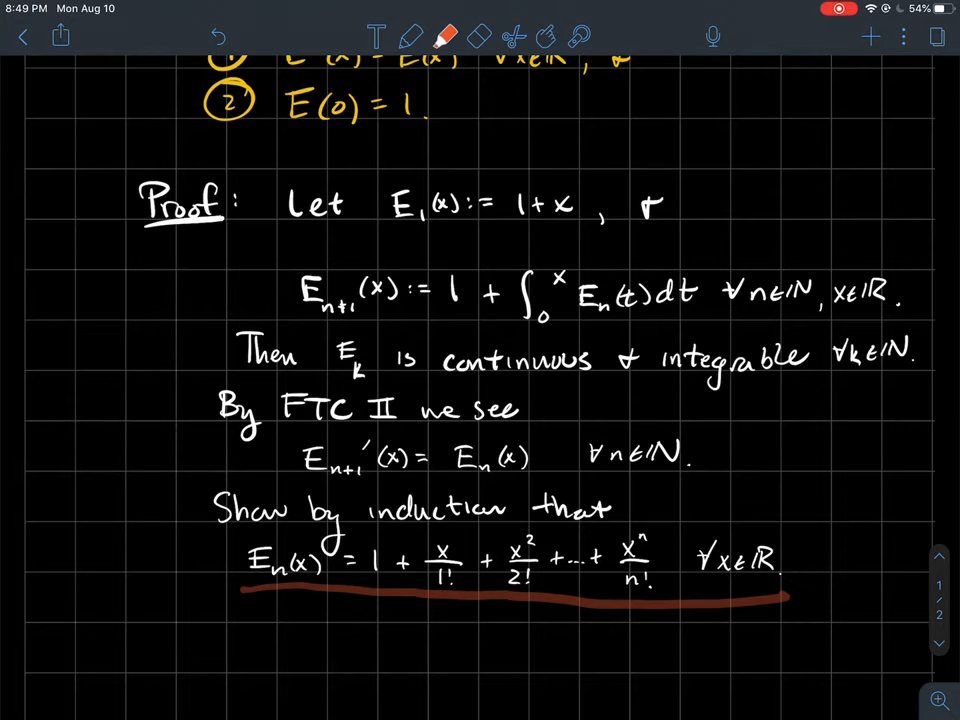 8:49 PM Mon Aug 10
54%
① E'(x) = E(x) ∀x∈ℝ, &
② E(0) = 1.
Proof: Let E₁(x) := 1 + x, &
Eₙ₊₁(x) := 1 + ∫₀ˣ Eₙ(t)dt ∀n∈ℕ, x∈ℝ.
Then Eₖ is continuous & integrable ∀k∈ℕ.
By FTC II we see
Eₙ₊₁'(x) = Eₙ(x) ∀n∈ℕ.
Show by induction that
Eₙ(x) = 1 + x/1! + x²/2! + ... + xⁿ/n! ∀x∈ℝ.
1
/
2